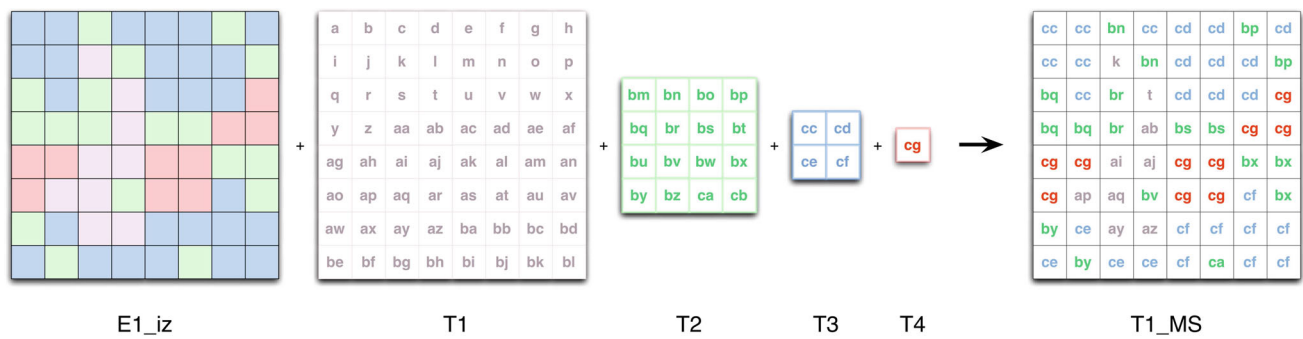 a b c d e f g h
i j k l m n o p
q r s t u v w x
y z aa ab ac ad ae af
ag ah ai aj ak al am an
ao ap aq ar as at au av
aw ax ay az ba bb bc bd
be bf bg bh bi bj bk bl
bm bn bo bp
bq br bs bt
bu bv bw bx
by bz ca cb
cc cd
ce cf
cg
cc cc bn cc cd cd bp cd
cc cc k bn cd cd cd bp
bq cc br t cd cd cd cg
bq bq br ab bs bs cg cg
cg cg ai aj cg cg bx bx
cg ap aq bv cg cg cf bx
by ce ay az cf cf cf cf
ce by ce ce cf ca cf cf
+ + + +
E1_iz T1 T2 T3 T4 T1_MS